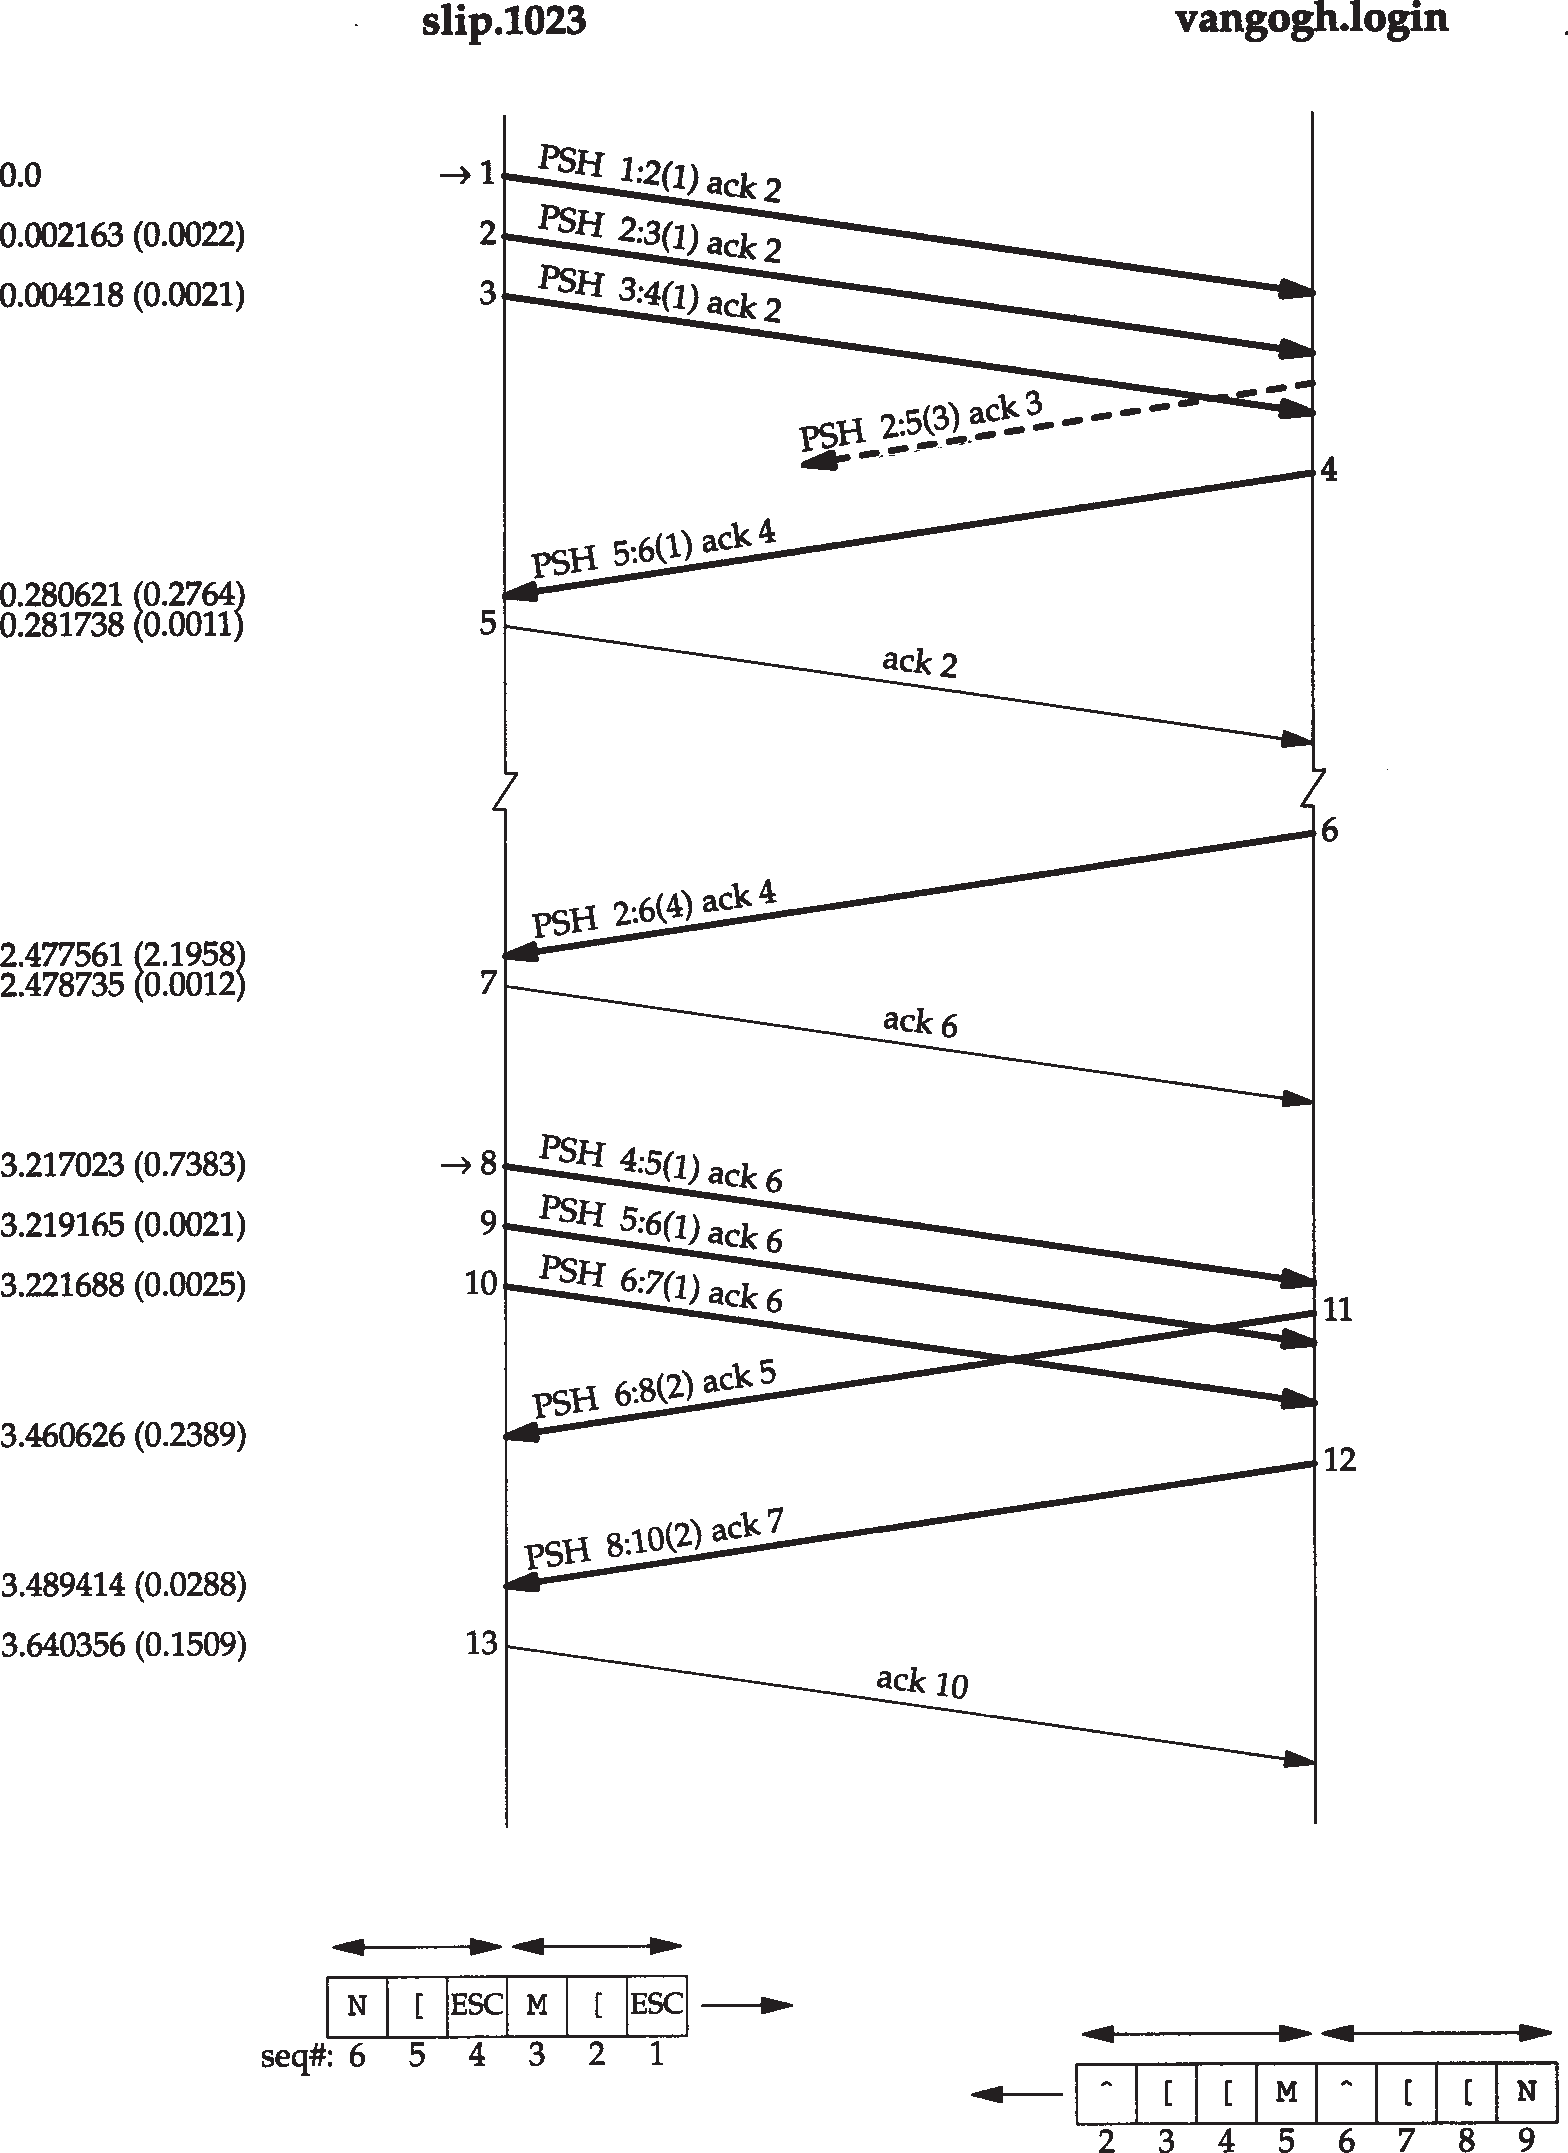 slip.1023 vangogh.login
0.0 → 1 PSH 1:2(1) ack 2
0.002163 (0.0022) 2 PSH 2:3(1) ack 2
0.004218 (0.0021) 3 PSH 3:4(1) ack 2
PSH 2:5(3) ack 3
4
PSH 5:6(1) ack 4
0.280621 (0.2764)
0.281738 (0.0011) 5
ack 2
6
PSH 2:6(4) ack 4
2.477561 (2.1958)
2.478735 (0.0012) 7
ack 6
3.217023 (0.7383) → 8 PSH 4:5(1) ack 6
3.219165 (0.0021) 9 PSH 5:6(1) ack 6
3.221688 (0.0025) 10 PSH 6:7(1) ack 6
11
PSH 6:8(2) ack 5
3.460626 (0.2389)
12
PSH 8:10(2) ack 7
3.489414 (0.0288)
3.640356 (0.1509) 13
ack 10
N [ ESC M [ ESC
seq#: 6 5 4 3 2 1
^ [ [ M ^ [ [ N
2 3 4 5 6 7 8 9